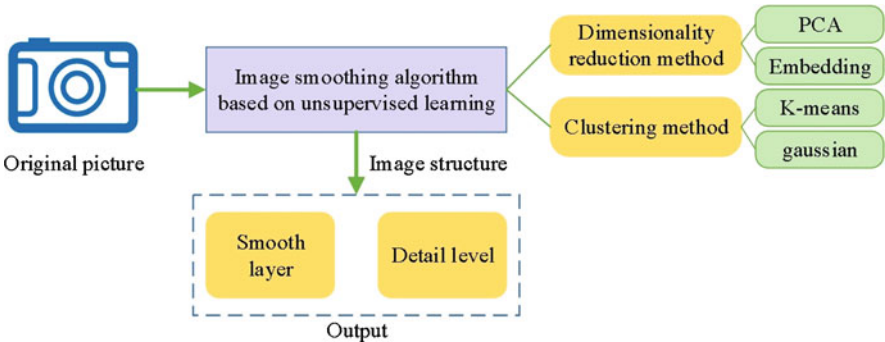 Original picture
Image smoothing algorithm
based on unsupervised learning
Dimensionality
reduction method
PCA
Embedding
Clustering method
K-means
gaussian
Image structure
Smooth
layer
Detail level
Output